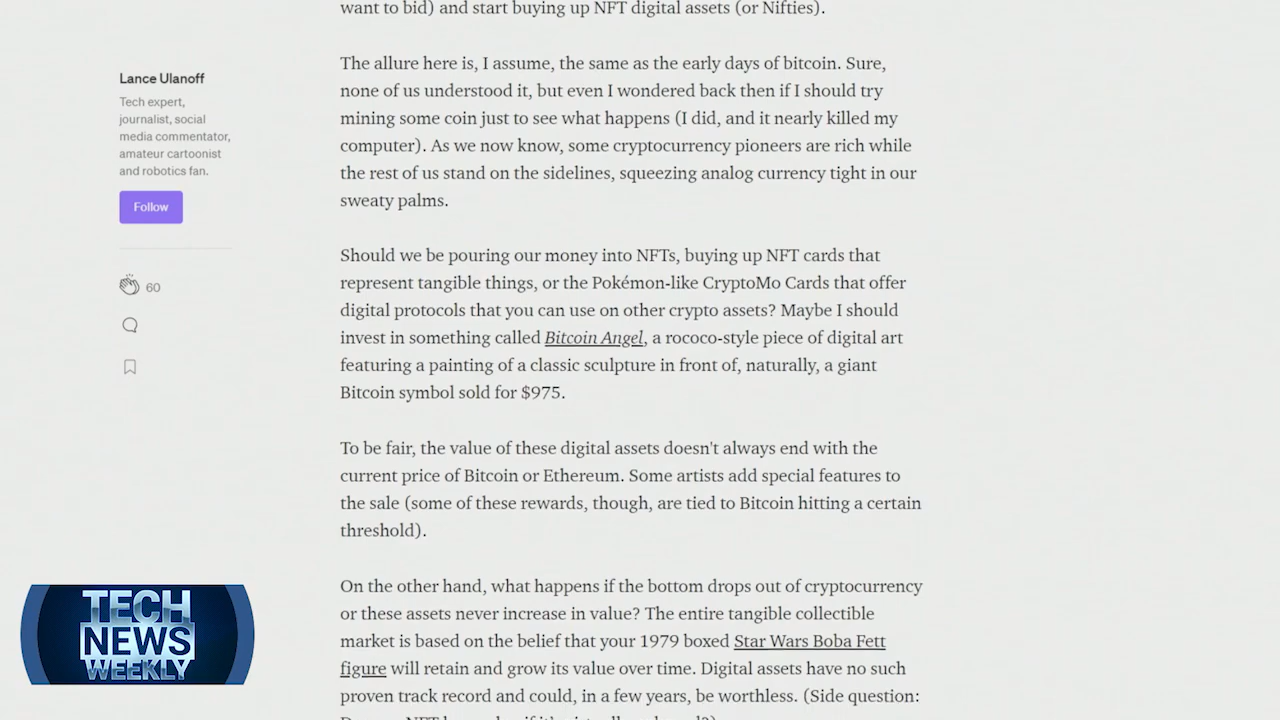 want to bid) and start buying up NFT digital assets (or Nifties).
Lance Ulanoff
Tech expert,
journalist, social
media commentator,
amateur cartoonist
and robotics fan.
Follow
60
The allure here is, I assume, the same as the early days of bitcoin. Sure,
none of us understood it, but even I wondered back then if I should try
mining some coin just to see what happens (I did, and it nearly killed my
computer). As we now know, some cryptocurrency pioneers are rich while
the rest of us stand on the sidelines, squeezing analog currency tight in our
sweaty palms.
Should we be pouring our money into NFTs, buying up NFT cards that
represent tangible things, or the Pokémon-like CryptoMo Cards that offer
digital protocols that you can use on other crypto assets? Maybe I should
invest in something called Bitcoin Angel, a rococo-style piece of digital art
featuring a painting of a classic sculpture in front of, naturally, a giant
Bitcoin symbol sold for $975.
To be fair, the value of these digital assets doesn't always end with the
current price of Bitcoin or Ethereum. Some artists add special features to
the sale (some of these rewards, though, are tied to Bitcoin hitting a certain
threshold).
On the other hand, what happens if the bottom drops out of cryptocurrency
or these assets never increase in value? The entire tangible collectible
market is based on the belief that your 1979 boxed Star Wars Boba Fett
figure will retain and grow its value over time. Digital assets have no such
proven track record and could, in a few years, be worthless. (Side question:
TECH
NEWS
WEEKLY